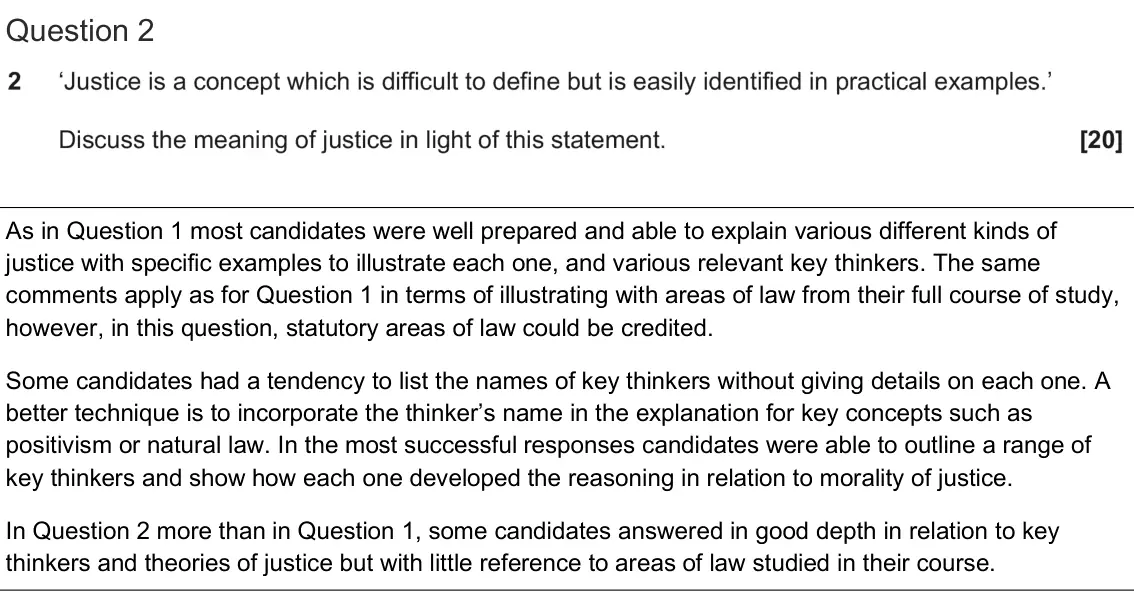 Question 2
2 ‘Justice is a concept which is difficult to define but is easily identified in practical examples.’
Discuss the meaning of justice in light of this statement. [20]
As in Question 1 most candidates were well prepared and able to explain various different kinds of
justice with specific examples to illustrate each one, and various relevant key thinkers. The same
comments apply as for Question 1 in terms of illustrating with areas of law from their full course of study,
however, in this question, statutory areas of law could be credited.
Some candidates had a tendency to list the names of key thinkers without giving details on each one. A
better technique is to incorporate the thinker’s name in the explanation for key concepts such as
positivism or natural law. In the most successful responses candidates were able to outline a range of
key thinkers and show how each one developed the reasoning in relation to morality of justice.
In Question 2 more than in Question 1, some candidates answered in good depth in relation to key
thinkers and theories of justice but with little reference to areas of law studied in their course.